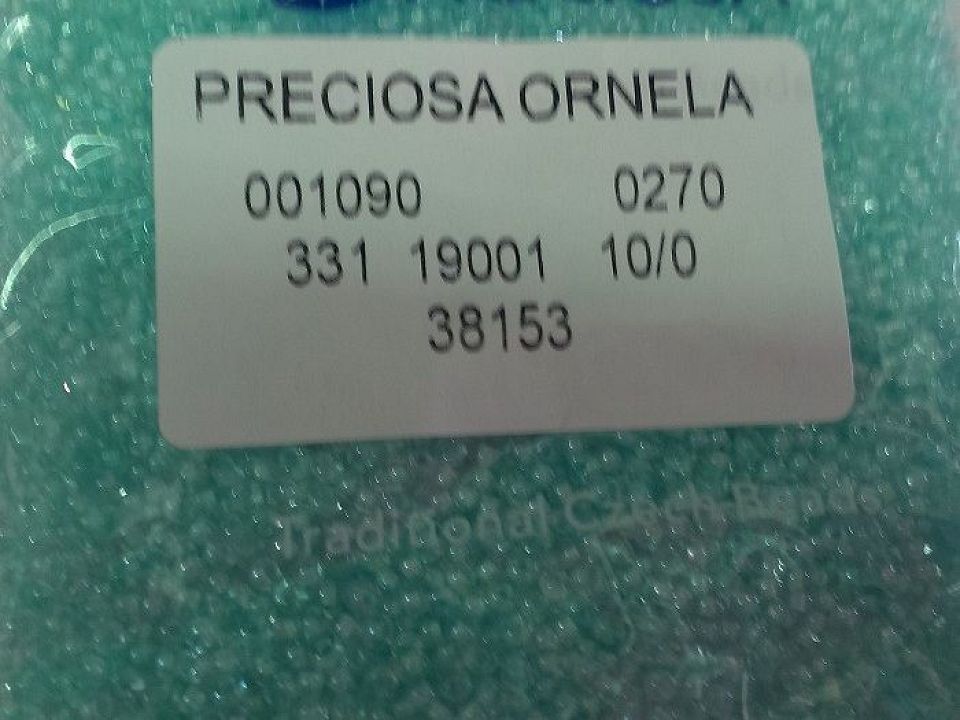 PRECIOSA ORNELA
001090 0270
331 19001 10/0
38153
Traditional Czech Beads